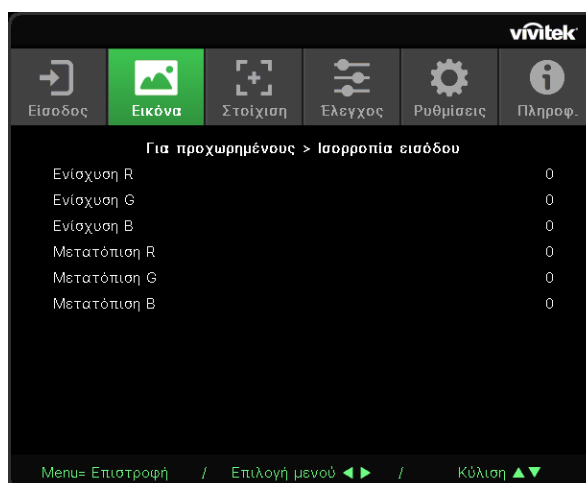 vivitek
Είσοδος Εικόνα Στοίχιση Έλεγχος Ρυθμίσεις Πληροφ.
Για προχωρημένους > Ισορροπία εισόδου
Ενίσχυση R 0
Ενίσχυση G 0
Ενίσχυση B 0
Μετατόπιση R 0
Μετατόπιση G 0
Μετατόπιση B 0
Menu= Επιστροφή / Επιλογή μενού ◀ ▶ / Κύλιση ▲▼